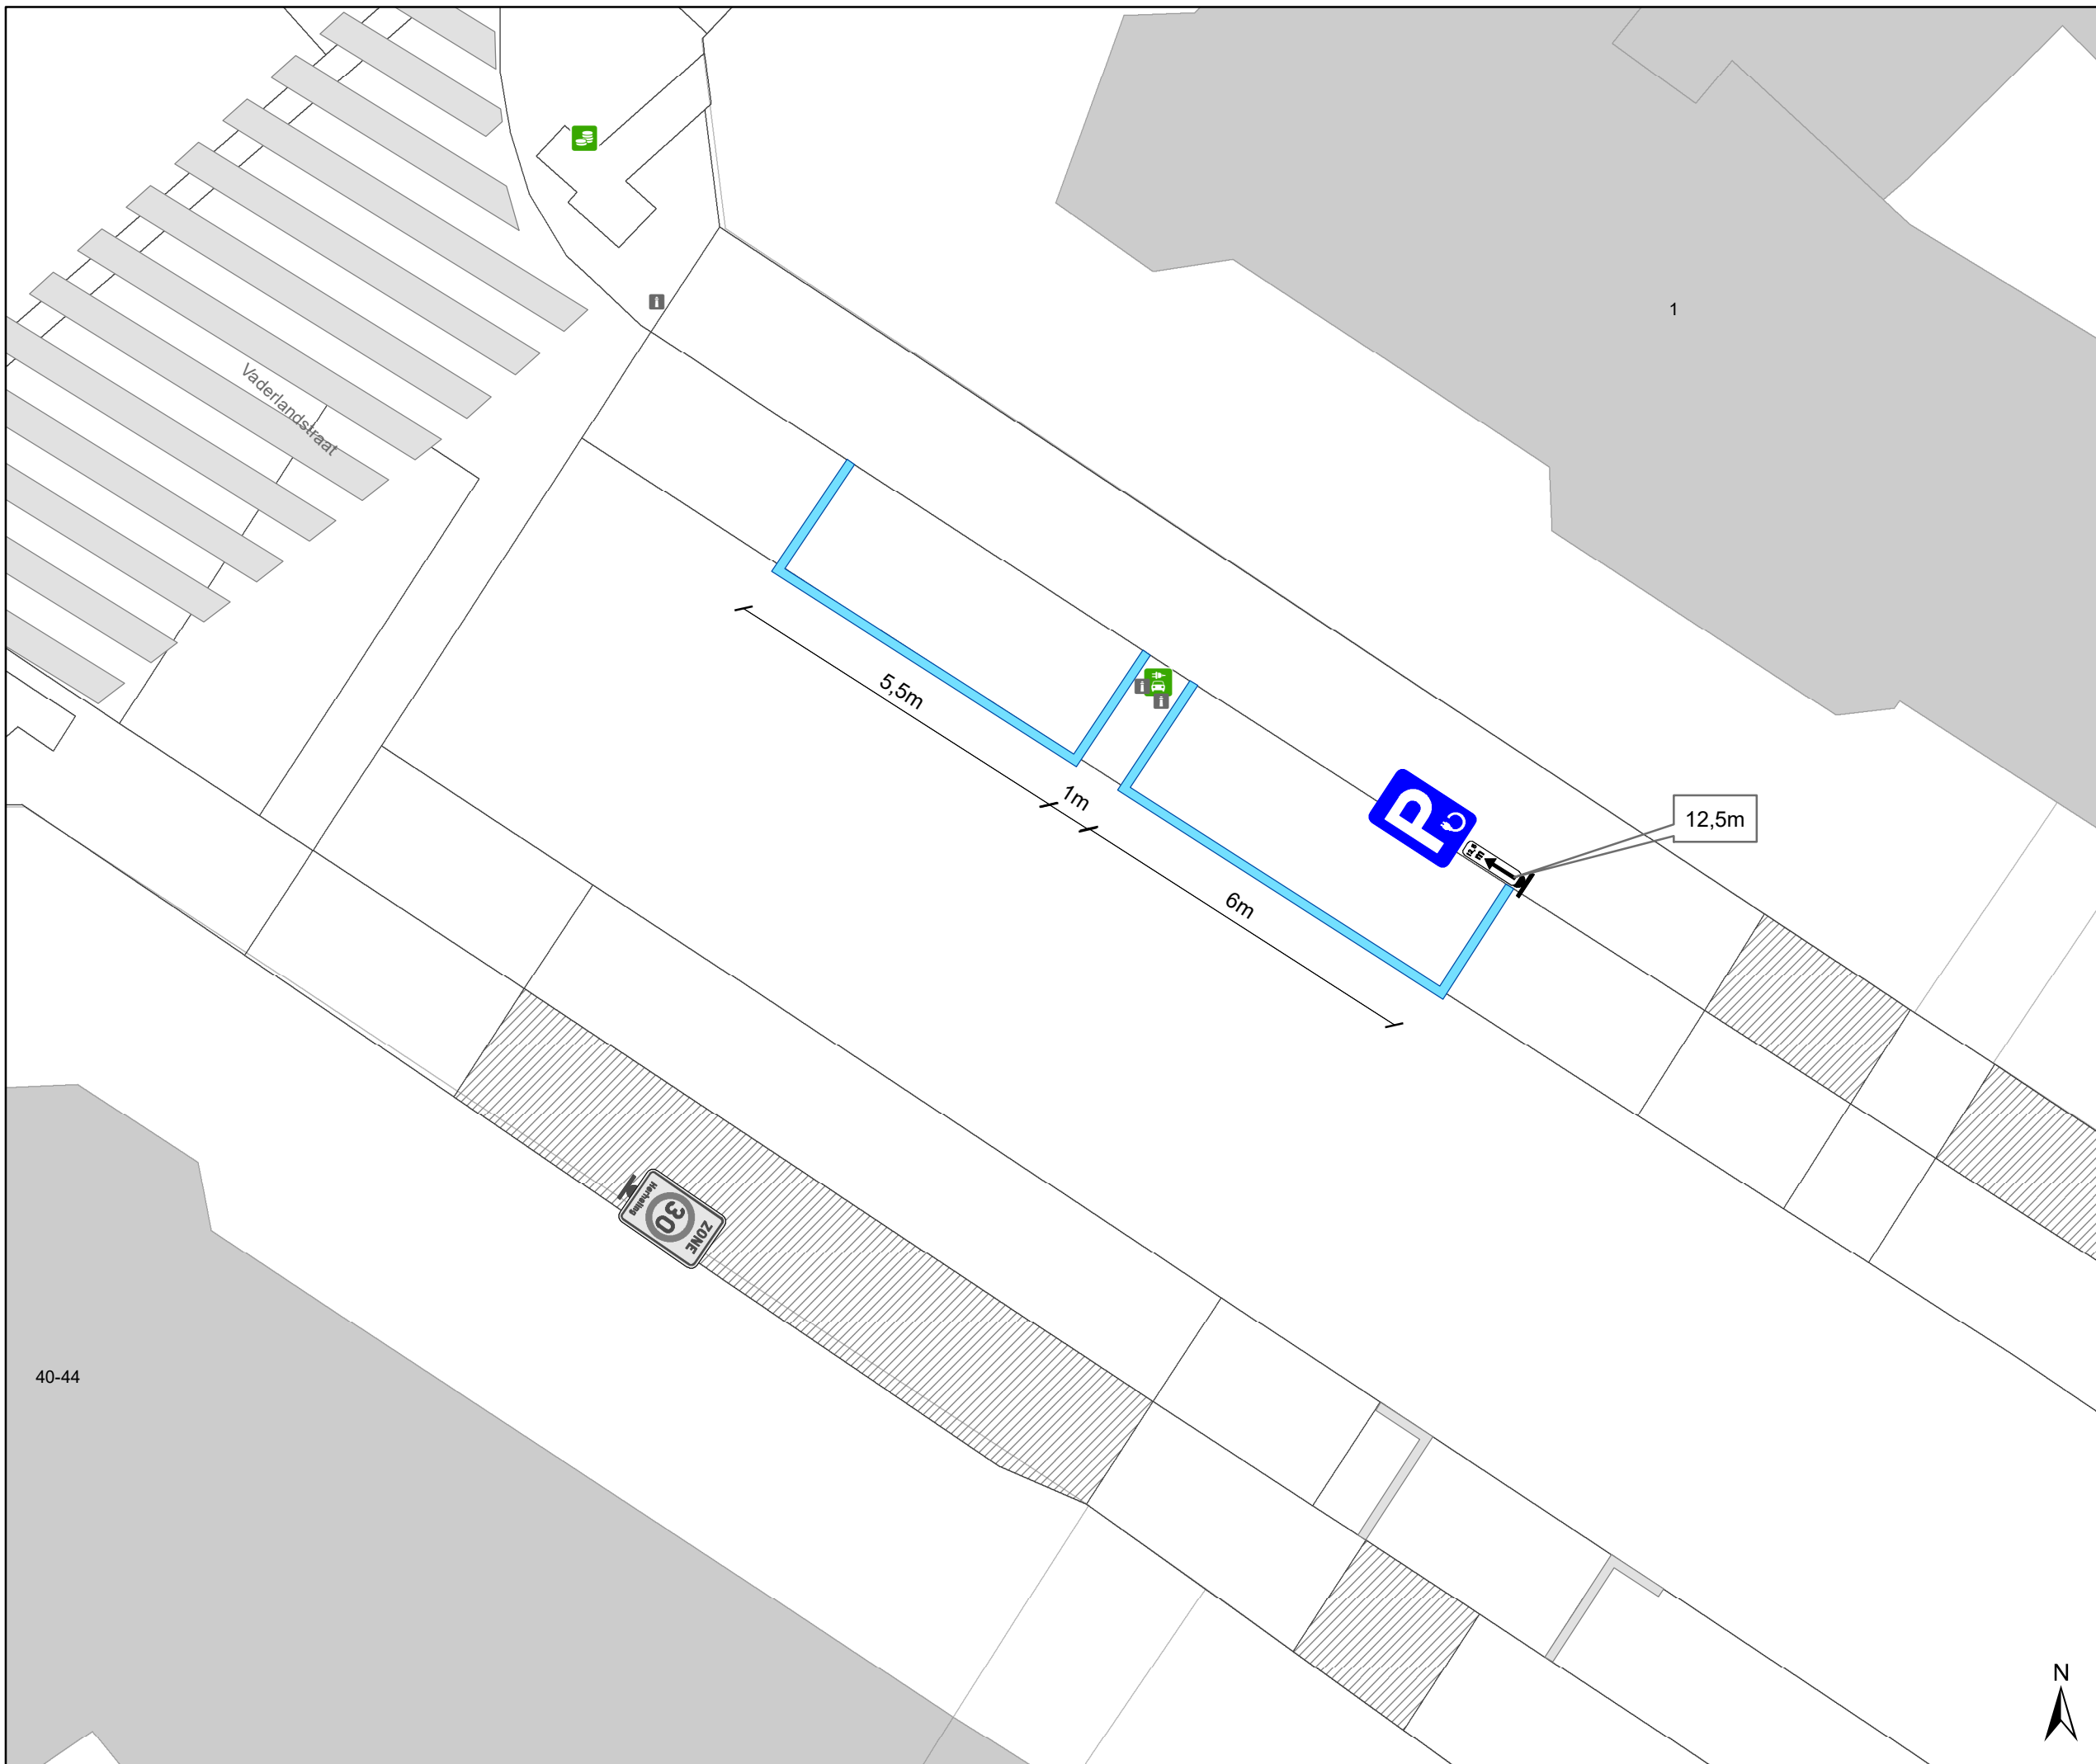 1
Vaderlandstraat
5,5m
1m
12,5m
6m
P
ZONE
30
Herhaling
40-44
N